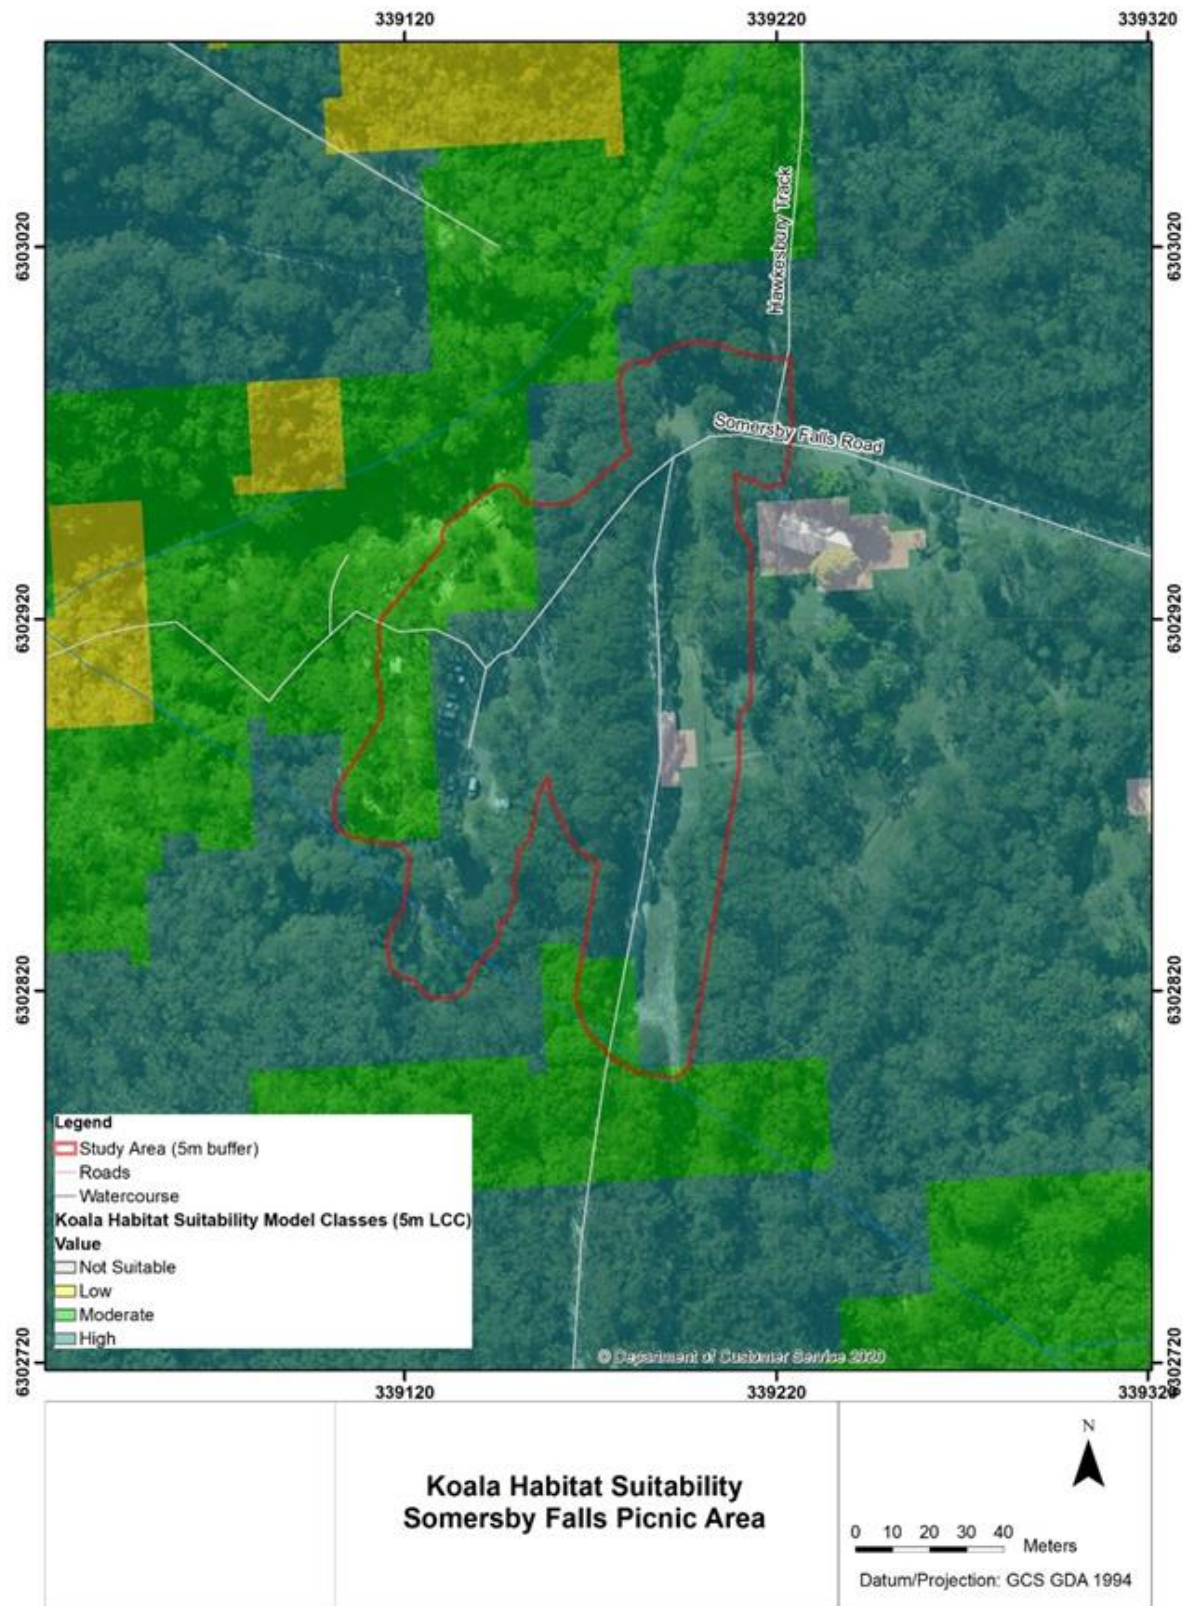 339120
339220
339320
6303020
6303020
Hawkesbury Track
Somersby Falls Road
6302920
6302920
6302820
6302820
Legend
Study Area (5m buffer)
Roads
Watercourse
Koala Habitat Suitability Model Classes (5m LCC)
Value
Not Suitable
Low
Moderate
High
© Department of Customer Service 2020
6302720
6302720
339120
339220
339320
Koala Habitat Suitability
Somersby Falls Picnic Area
N
0 10 20 30 40
Meters
Datum/Projection: GCS GDA 1994